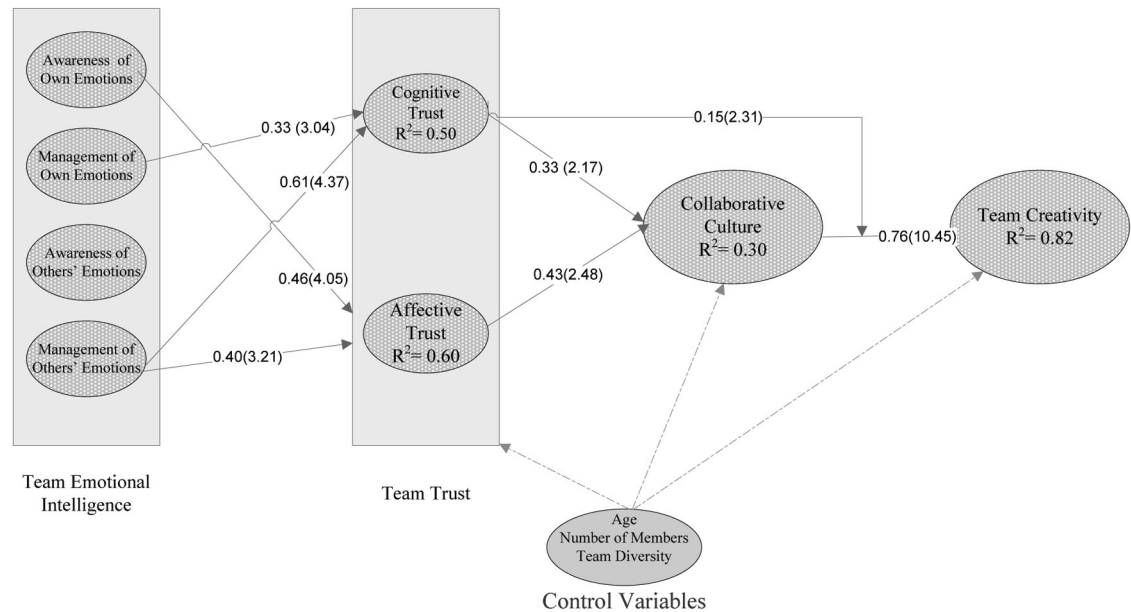 Awareness of
Own Emotions
Management of
Own Emotions
Awareness of
Others' Emotions
Management of
Others' Emotions
Team Emotional
Intelligence
0.33 (3.04)
0.61(4.37)
0.46(4.05)
0.40(3.21)
Cognitive
Trust
R²= 0.50
Affective
Trust
R²= 0.60
Team Trust
0.15(2.31)
0.33 (2.17)
0.43(2.48)
Collaborative
Culture
R²= 0.30
0.76(10.45)
Team Creativity
R²= 0.82
Age
Number of Members
Team Diversity
Control Variables